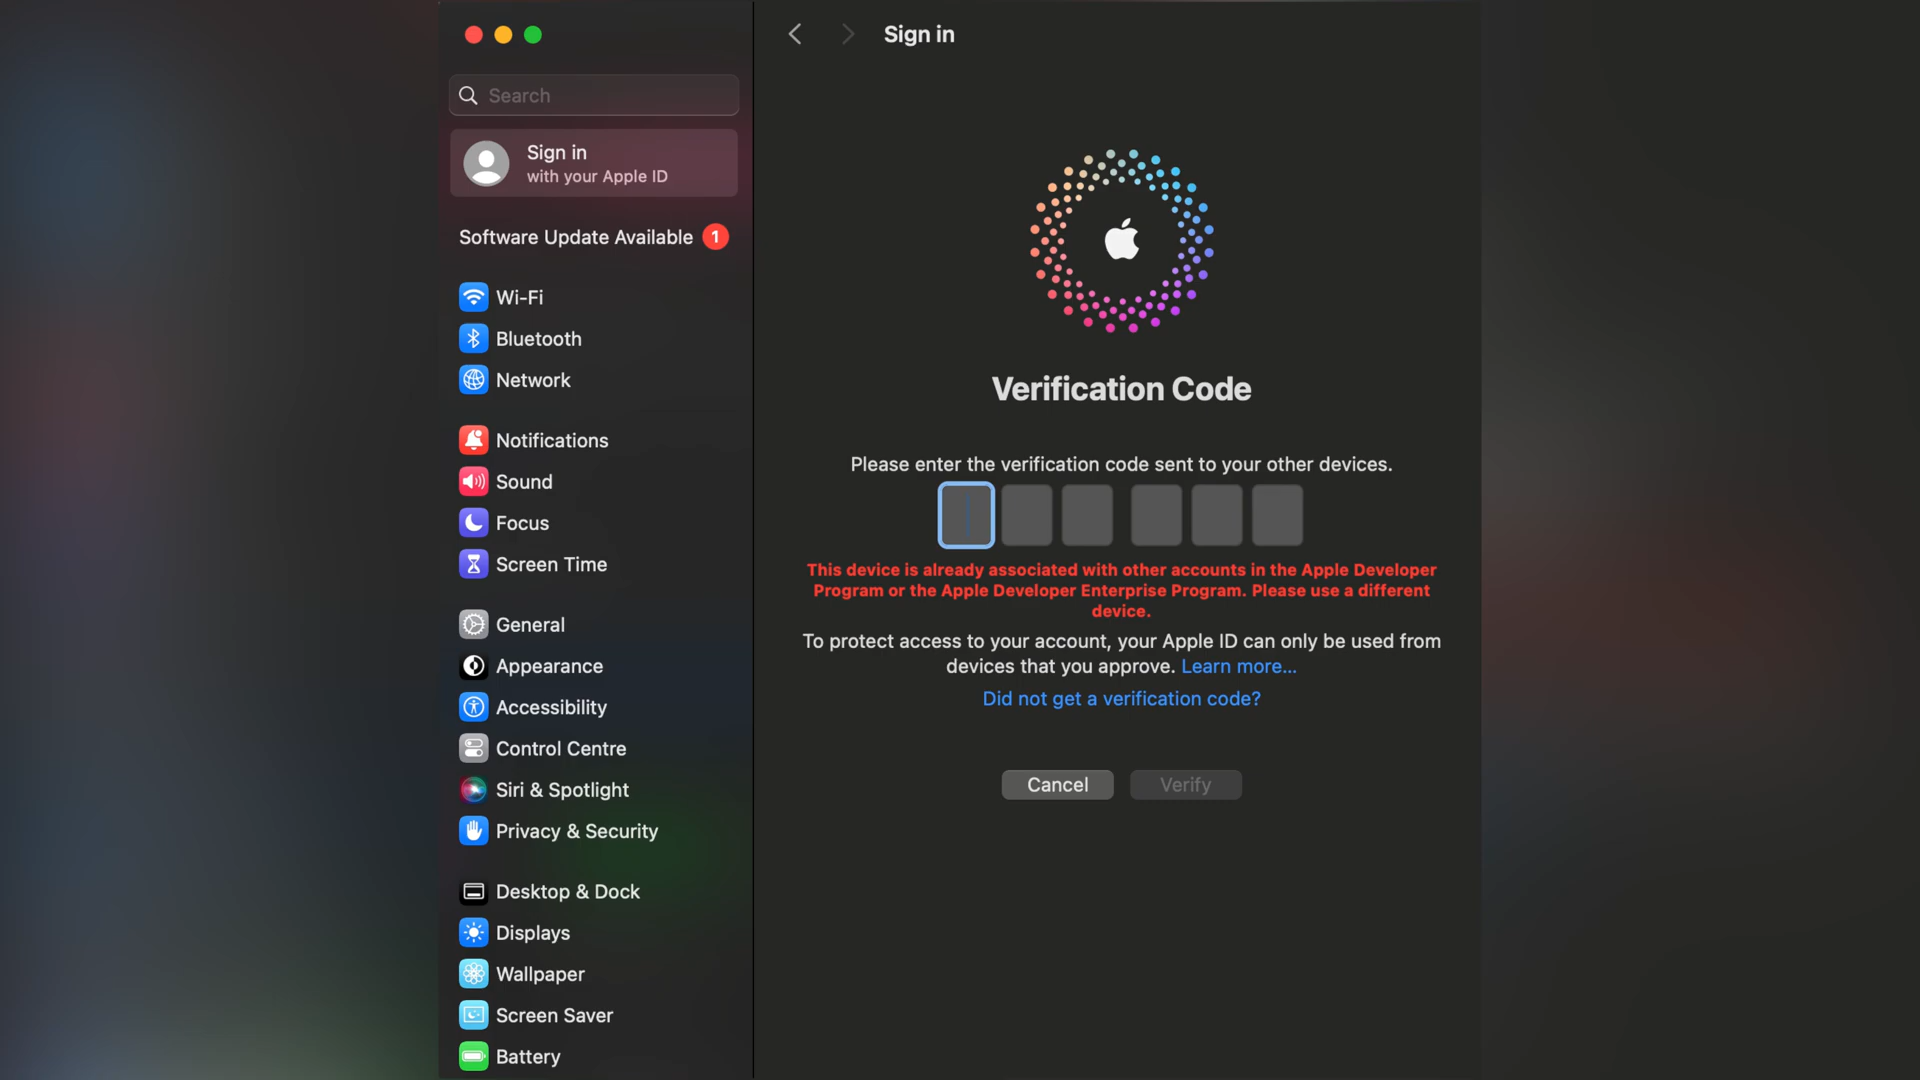 Search
Sign in
with your Apple ID
Software Update Available 1
Wi-Fi
Bluetooth
Network
Notifications
Sound
Focus
Screen Time
General
Appearance
Accessibility
Control Centre
Siri & Spotlight
Privacy & Security
Desktop & Dock
Displays
Wallpaper
Screen Saver
Battery
Sign in
Verification Code
Please enter the verification code sent to your other devices.
This device is already associated with other accounts in the Apple Developer
Program or the Apple Developer Enterprise Program. Please use a different
device.
To protect access to your account, your Apple ID can only be used from
devices that you approve. Learn more...
Did not get a verification code?
Cancel Verify